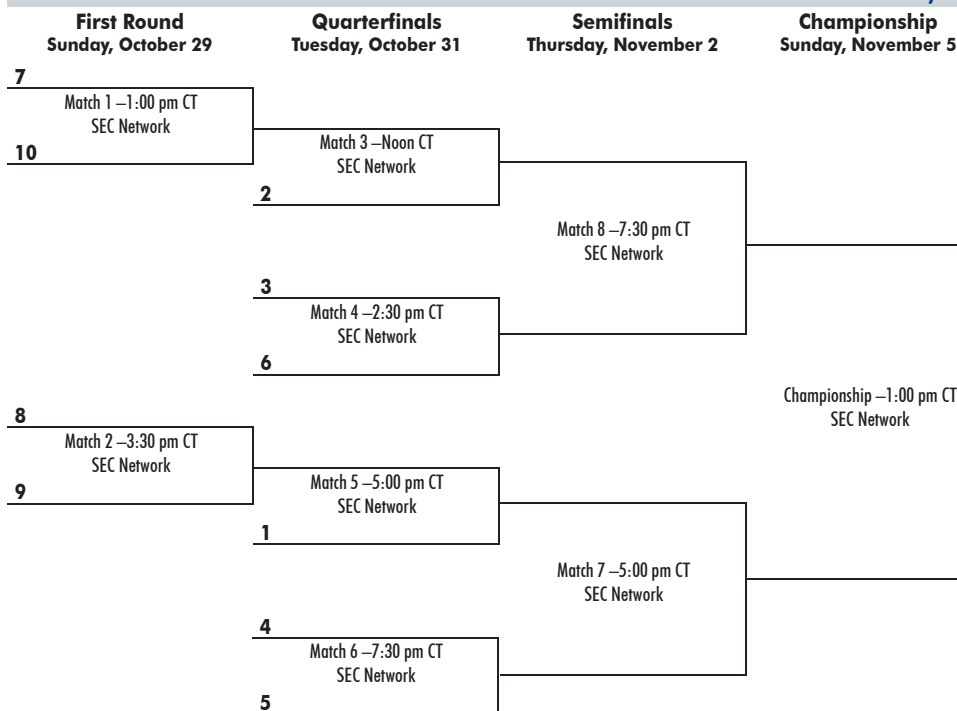 First Round
Sunday, October 29
Quarterfinals
Tuesday, October 31
Semifinals
Thursday, November 2
Championship
Sunday, November 5
7
Match 1 –1:00 pm CT
SEC Network
10
Match 3 –Noon CT
SEC Network
2
Match 8 –7:30 pm CT
SEC Network
3
Match 4 –2:30 pm CT
SEC Network
6
Championship –1:00 pm CT
SEC Network
8
Match 2 –3:30 pm CT
SEC Network
9
Match 5 –5:00 pm CT
SEC Network
1
Match 7 –5:00 pm CT
SEC Network
4
Match 6 –7:30 pm CT
SEC Network
5